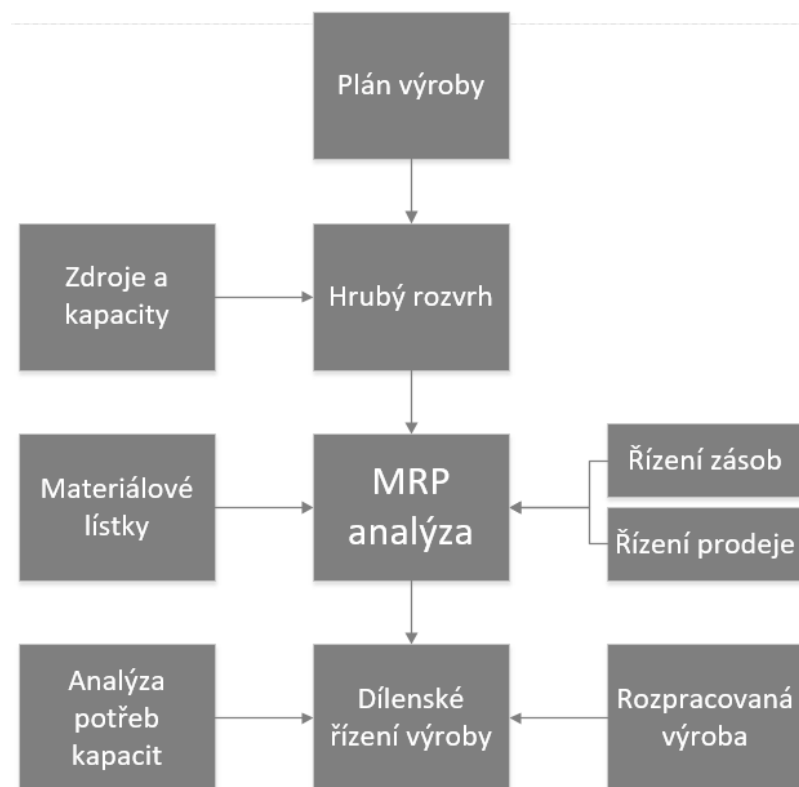 Plán výroby
Zdroje a
kapacity
Hrubý rozvrh
Materiálové
lístky
MRP
analýza
Řízení zásob
Řízení prodeje
Analýza
potřeb
kapacit
Dílenské
řízení výroby
Rozpracovaná
výroba